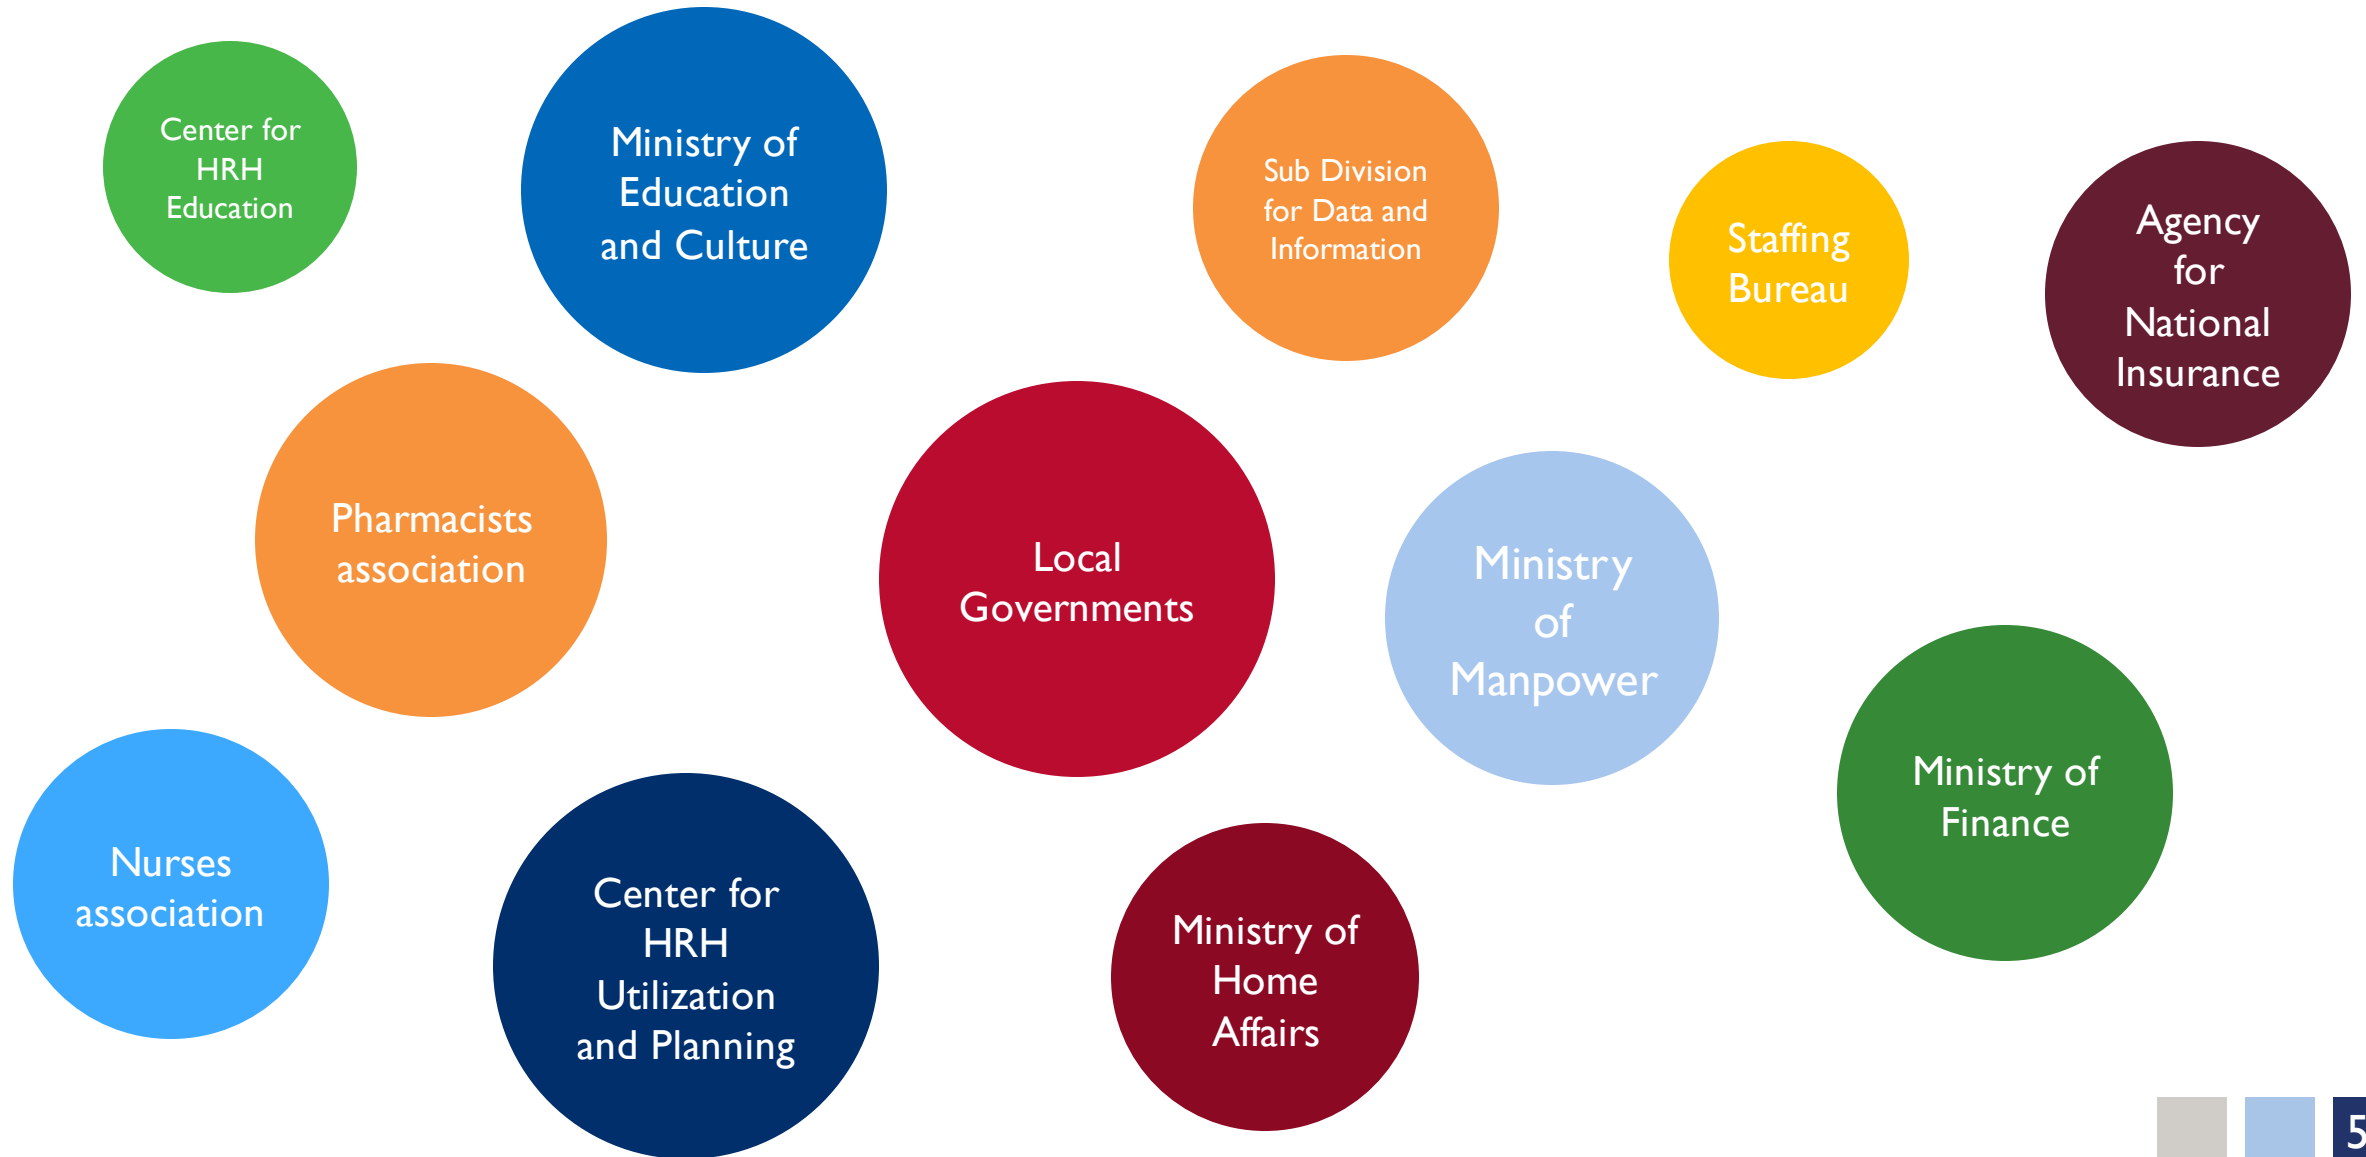 Center for
HRH
Education
Ministry of
Education
and Culture
Sub Division
for Data and
Information
Staffing
Bureau
Agency
for
National
Insurance
Pharmacists
association
Local
Governments
Ministry
of
Manpower
Ministry of
Finance
Nurses
association
Center for
HRH
Utilization
and Planning
Ministry of
Home
Affairs
5